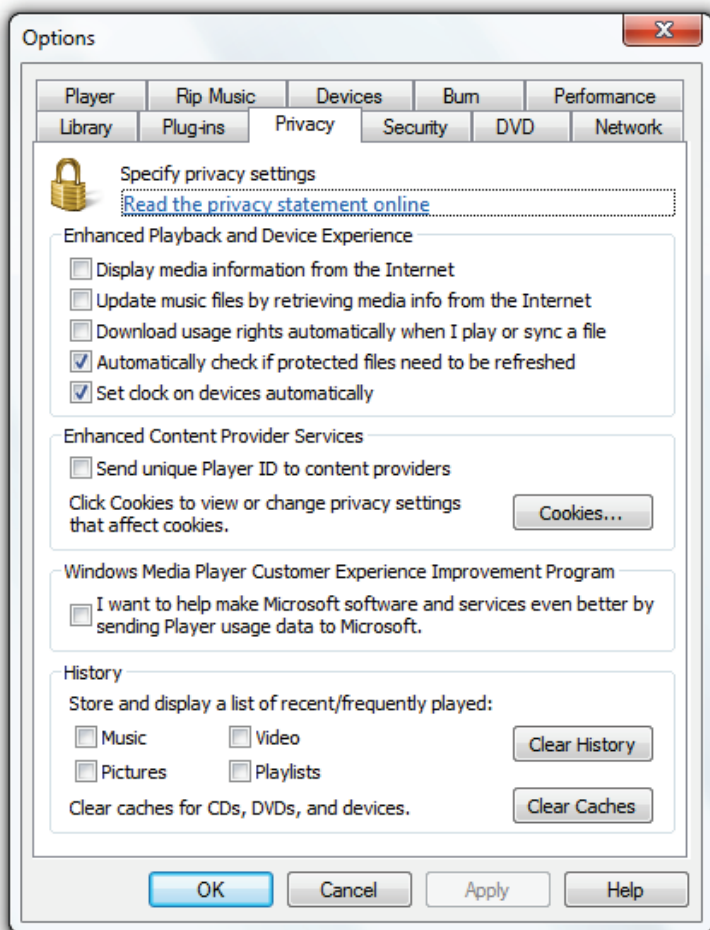 Options
Player Rip Music Devices Burn Performance
Library Plug-ins Privacy Security DVD Network
Specify privacy settings
Read the privacy statement online
Enhanced Playback and Device Experience
Display media information from the Internet
Update music files by retrieving media info from the Internet
Download usage rights automatically when I play or sync a file
Automatically check if protected files need to be refreshed
Set clock on devices automatically
Enhanced Content Provider Services
Send unique Player ID to content providers
Click Cookies to view or change privacy settings
that affect cookies.
Cookies...
Windows Media Player Customer Experience Improvement Program
I want to help make Microsoft software and services even better by
sending Player usage data to Microsoft.
History
Store and display a list of recent/frequently played:
Music Video
Clear History
Pictures Playlists
Clear caches for CDs, DVDs, and devices.
Clear Caches
OK Cancel Apply Help